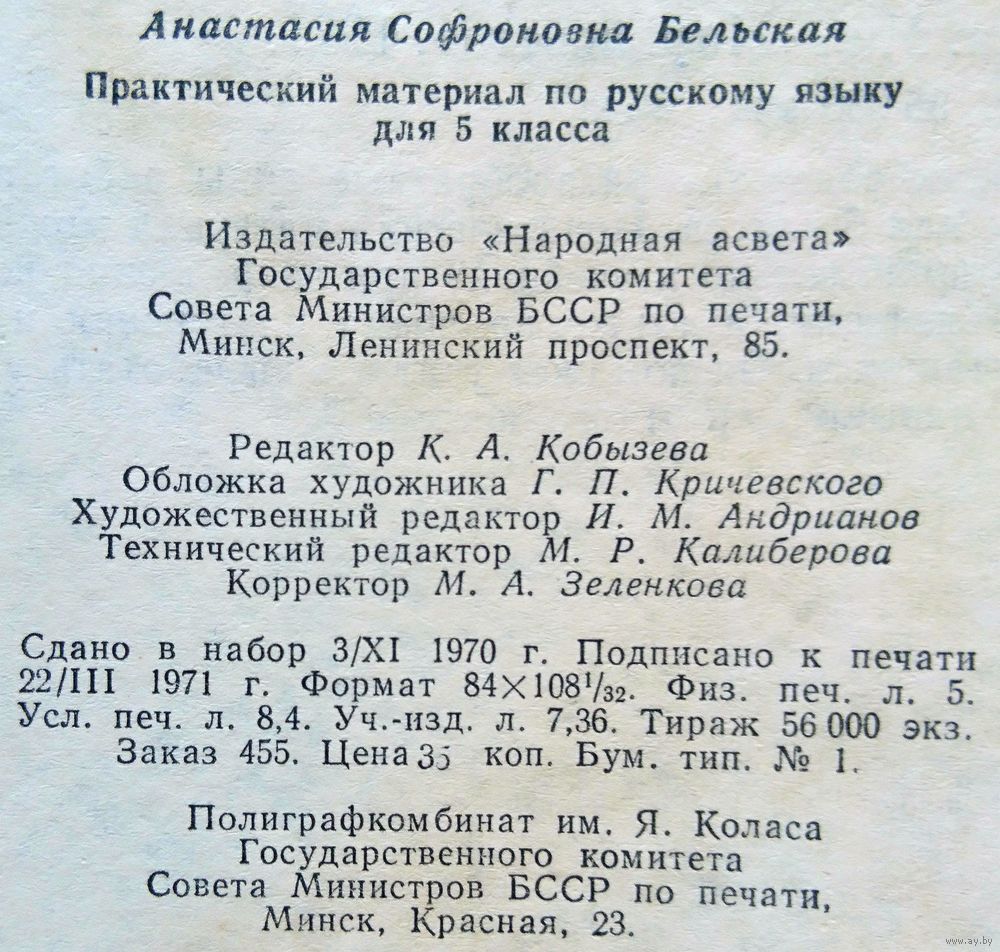 Анастасия Софроновна Бельская
Практический материал по русскому языку
для 5 класса
Издательство «Народная асвета»
Государственного комитета
Совета Министров БССР по печати,
Минск, Ленинский проспект, 85.
Редактор К. А. Кобызева
Обложка художника Г. П. Кричевского
Художественный редактор И. М. Андрианов
Технический редактор М. Р. Калиберова
Корректор М. А. Зеленкова
Сдано в набор 3/XI 1970 г. Подписано к печати
22/III 1971 г. Формат 84×108¹/₃₂. Физ. печ. л. 5.
Усл. печ. л. 8,4. Уч.-изд. л. 7,36. Тираж 56 000 экз.
Заказ 455. Цена 35 коп. Бум. тип. № 1.
Полиграфкомбинат им. Я. Коласа
Государственного комитета
Совета Министров БССР по печати,
Минск, Красная, 23.
www.ay.by